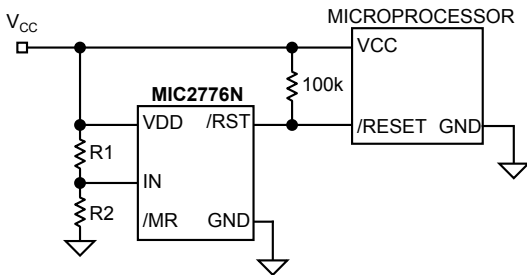 MICROPROCESSOR
VCC
VCC
MIC2776N
100k
VDD
/RST
/RESET
GND
R1
IN
R2
/MR
GND